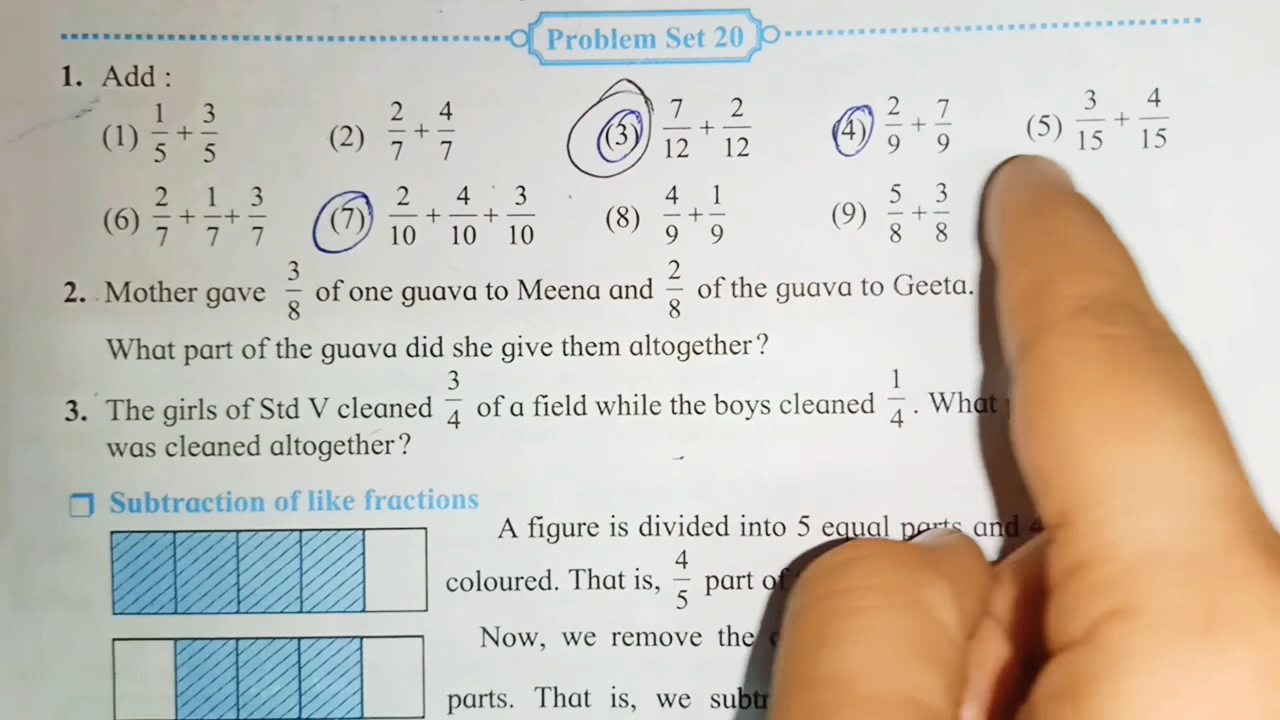 Problem Set 20
1. Add :
(1) 1/5 + 3/5 (2) 2/7 + 4/7 (3) 7/12 + 2/12 (4) 2/9 + 7/9 (5) 3/15 + 4/15
(6) 2/7 + 1/7 + 3/7 (7) 2/10 + 4/10 + 3/10 (8) 4/9 + 1/9 (9) 5/8 + 3/8
2. Mother gave 3/8 of one guava to Meena and 2/8 of the guava to Geeta.
What part of the guava did she give them altogether?
3. The girls of Std V cleaned 3/4 of a field while the boys cleaned 1/4. What
was cleaned altogether?
Subtraction of like fractions
A figure is divided into 5 equal parts and 4
coloured. That is, 4/5 part of
Now, we remove the
parts. That is, we